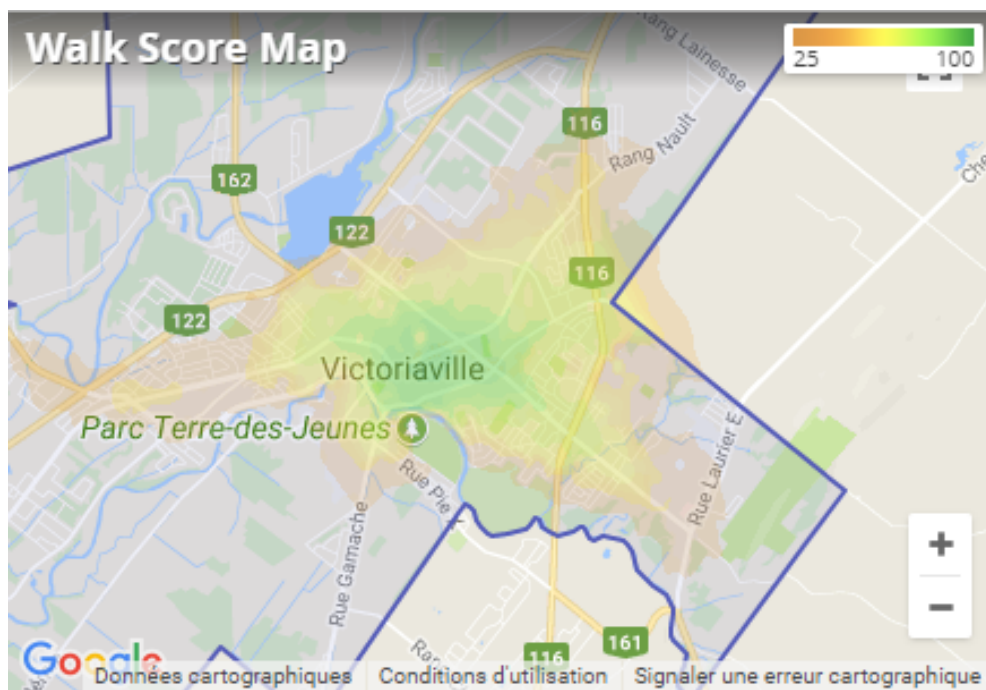 Walk Score Map
25 100
Rang Lainesse
116
Rang Nault
162
122
116
122
Victoriaville
Parc Terre-des-Jeunes
Rue Pie X
Rue Laurier E
Rue Gamache
161
116
Google
Données cartographiques
Conditions d'utilisation
Signaler une erreur cartographique